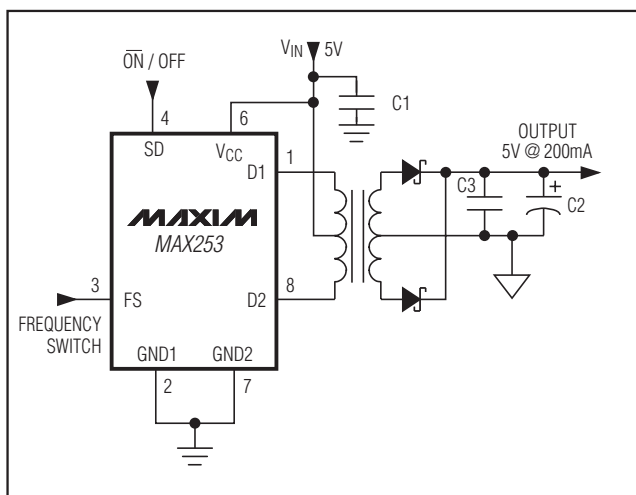 VIN 5V
ON / OFF
C1
4
6
SD
VCC
D1
1
OUTPUT
5V @ 200mA
C3
+
C2
MAXIM
MAX253
3
FS
D2
8
FREQUENCY
SWITCH
GND1
GND2
2
7